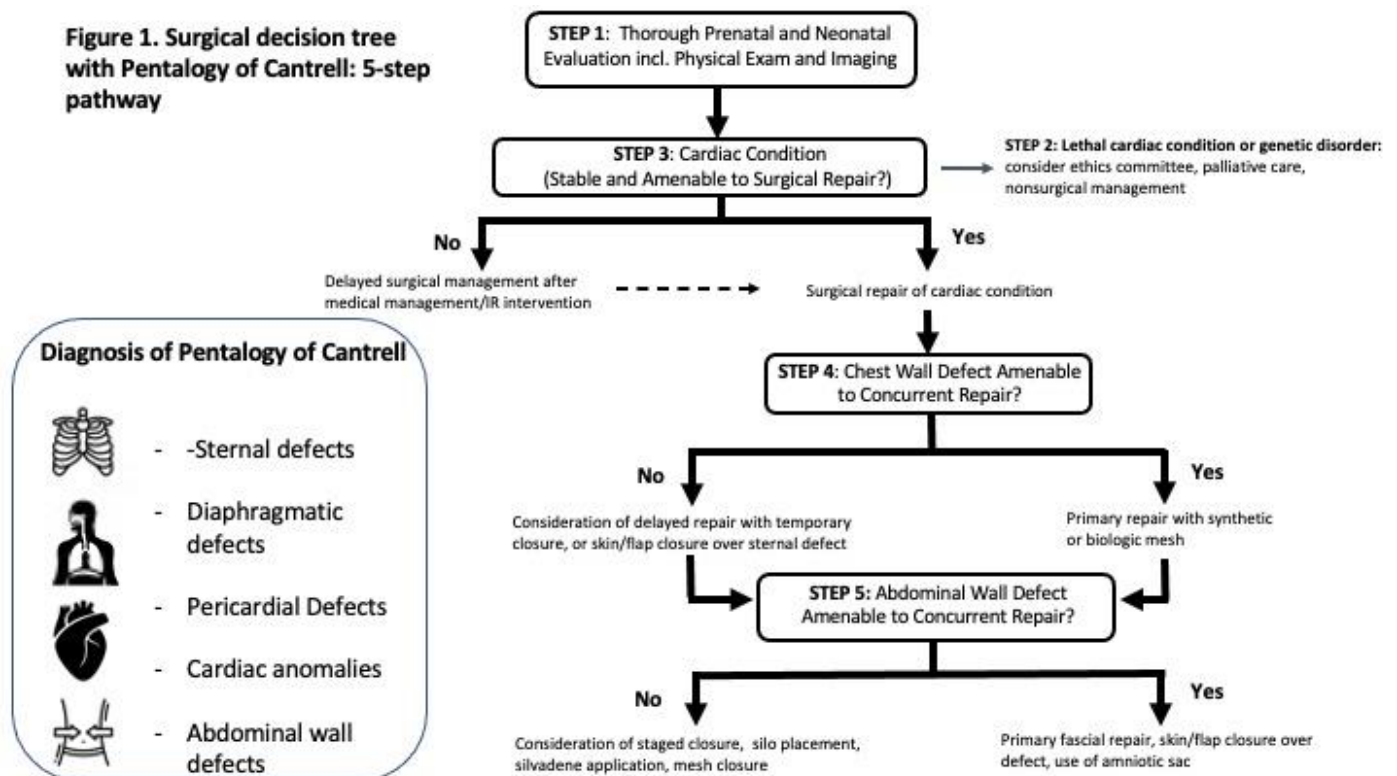 Figure 1. Surgical decision tree
with Pentalogy of Cantrell: 5-step
pathway
STEP 1: Thorough Prenatal and Neonatal
Evaluation incl. Physical Exam and Imaging
STEP 3: Cardiac Condition
(Stable and Amenable to Surgical Repair?)
STEP 2: Lethal cardiac condition or genetic disorder:
consider ethics committee, palliative care,
nonsurgical management
No
Yes
Delayed surgical management after
medical management/IR intervention
Surgical repair of cardiac condition
Diagnosis of Pentalogy of Cantrell
- -Sternal defects
- Diaphragmatic
defects
- Pericardial Defects
- Cardiac anomalies
- Abdominal wall
defects
STEP 4: Chest Wall Defect Amenable
to Concurrent Repair?
No
Yes
Consideration of delayed repair with temporary
closure, or skin/flap closure over sternal defect
Primary repair with synthetic
or biologic mesh
STEP 5: Abdominal Wall Defect
Amenable to Concurrent Repair?
No
Yes
Consideration of staged closure, silo placement,
silvadene application, mesh closure
Primary fascial repair, skin/flap closure over
defect, use of amniotic sac